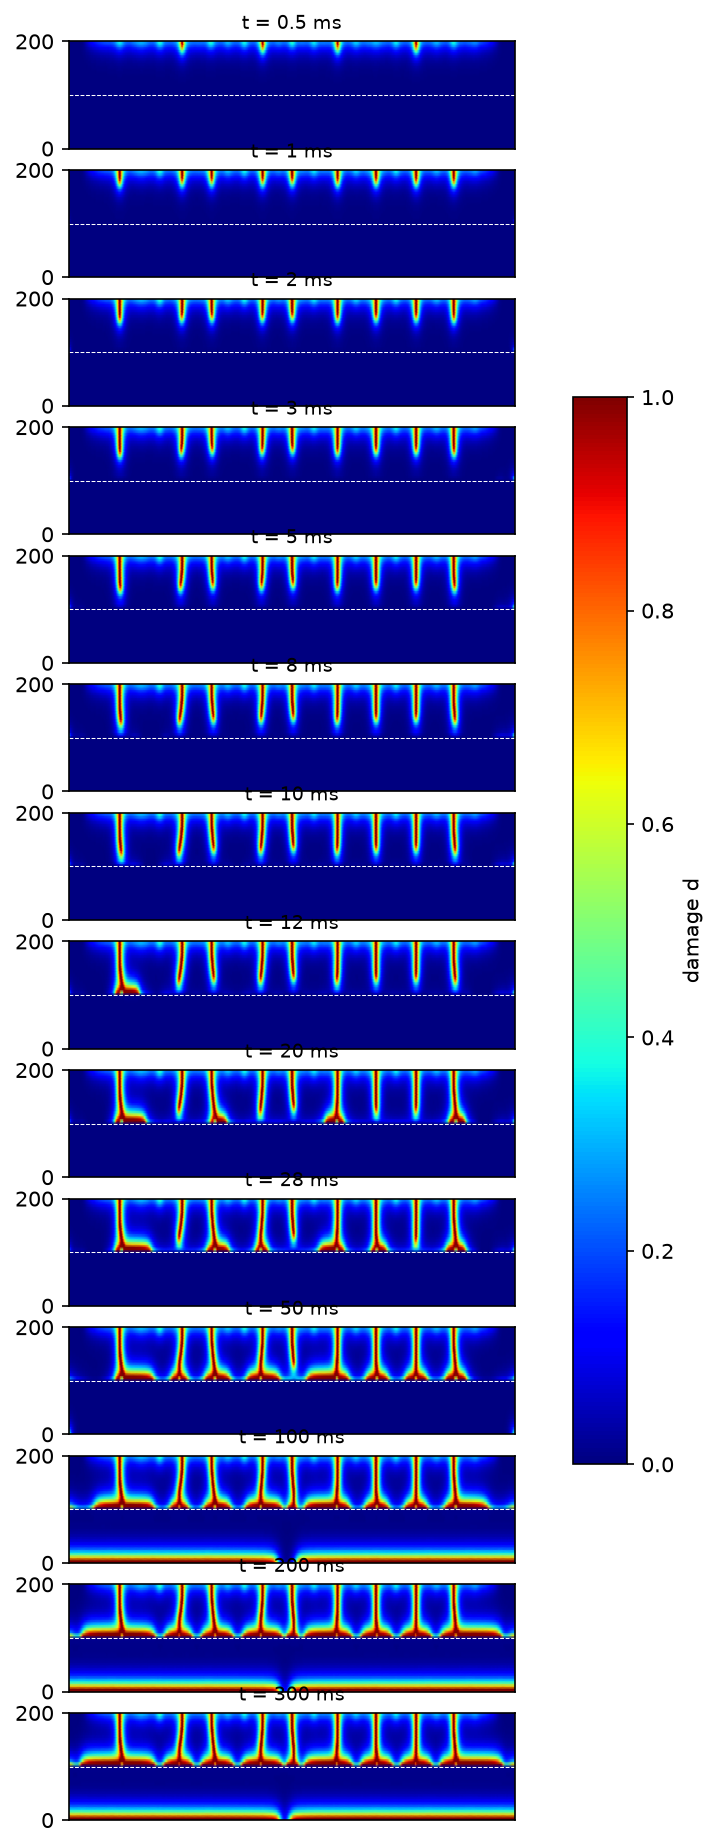 t = 0.5 ms
200
0
t = 1 ms
200
0
t = 2 ms
200
0
t = 3 ms
200
0
t = 5 ms
200
0
t = 8 ms
200
0
t = 10 ms
200
0
t = 12 ms
200
0
t = 20 ms
200
0
t = 28 ms
200
0
t = 50 ms
200
0
t = 100 ms
200
0
t = 200 ms
200
0
t = 300 ms
200
0
1.0
0.8
0.6
0.4
0.2
0.0
damage d